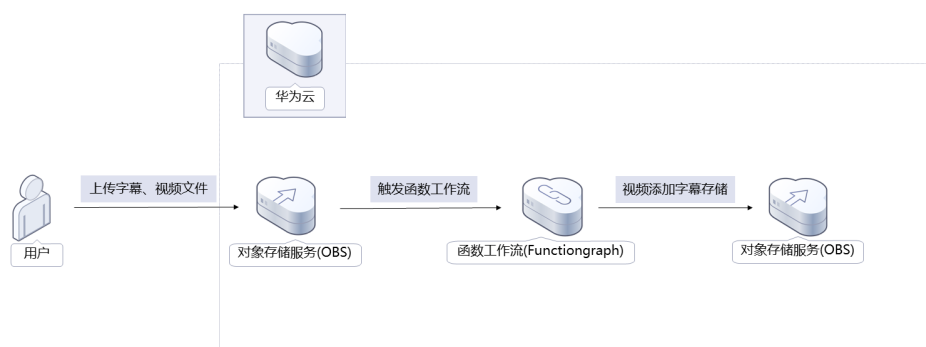 华为云
上传字幕、视频文件
触发函数工作流
视频添加字幕存储
用户
对象存储服务(OBS)
函数工作流(Functiongraph)
对象存储服务(OBS)